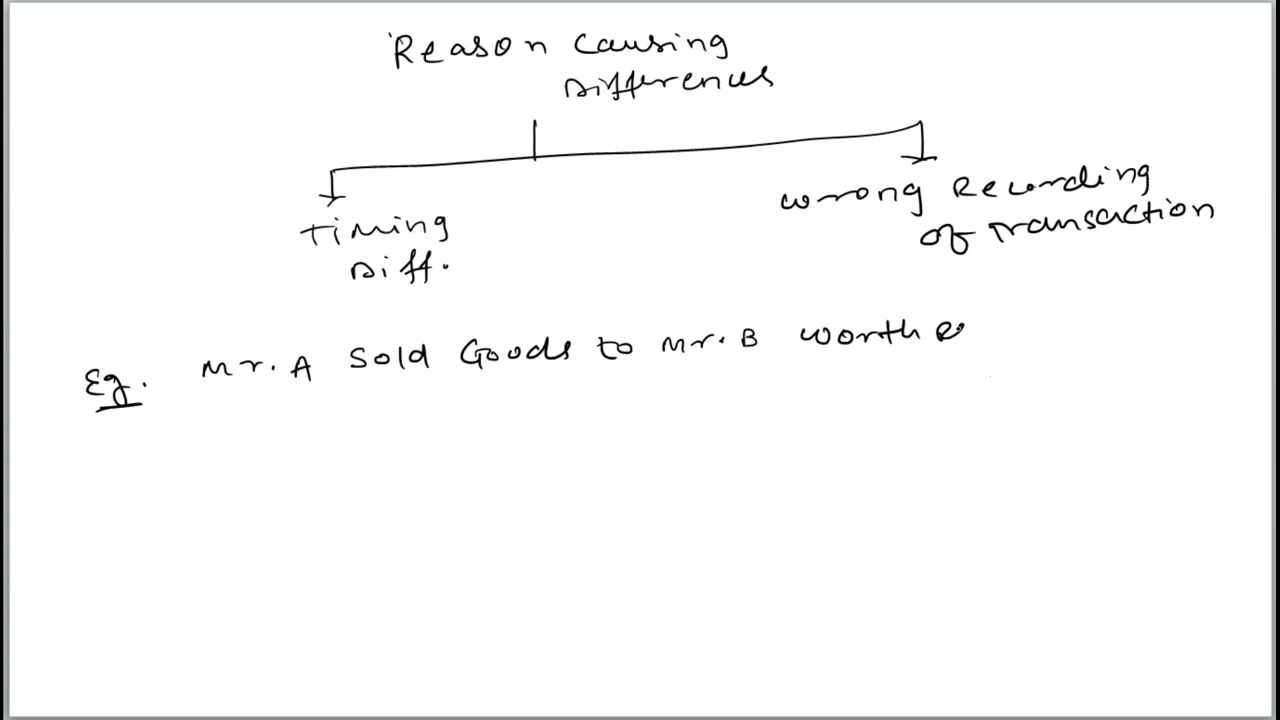 Reason Causing
Differences
Timing
Diff.
Wrong Recording
of Transaction
Eg. Mr. A Sold Goods to Mr. B worth